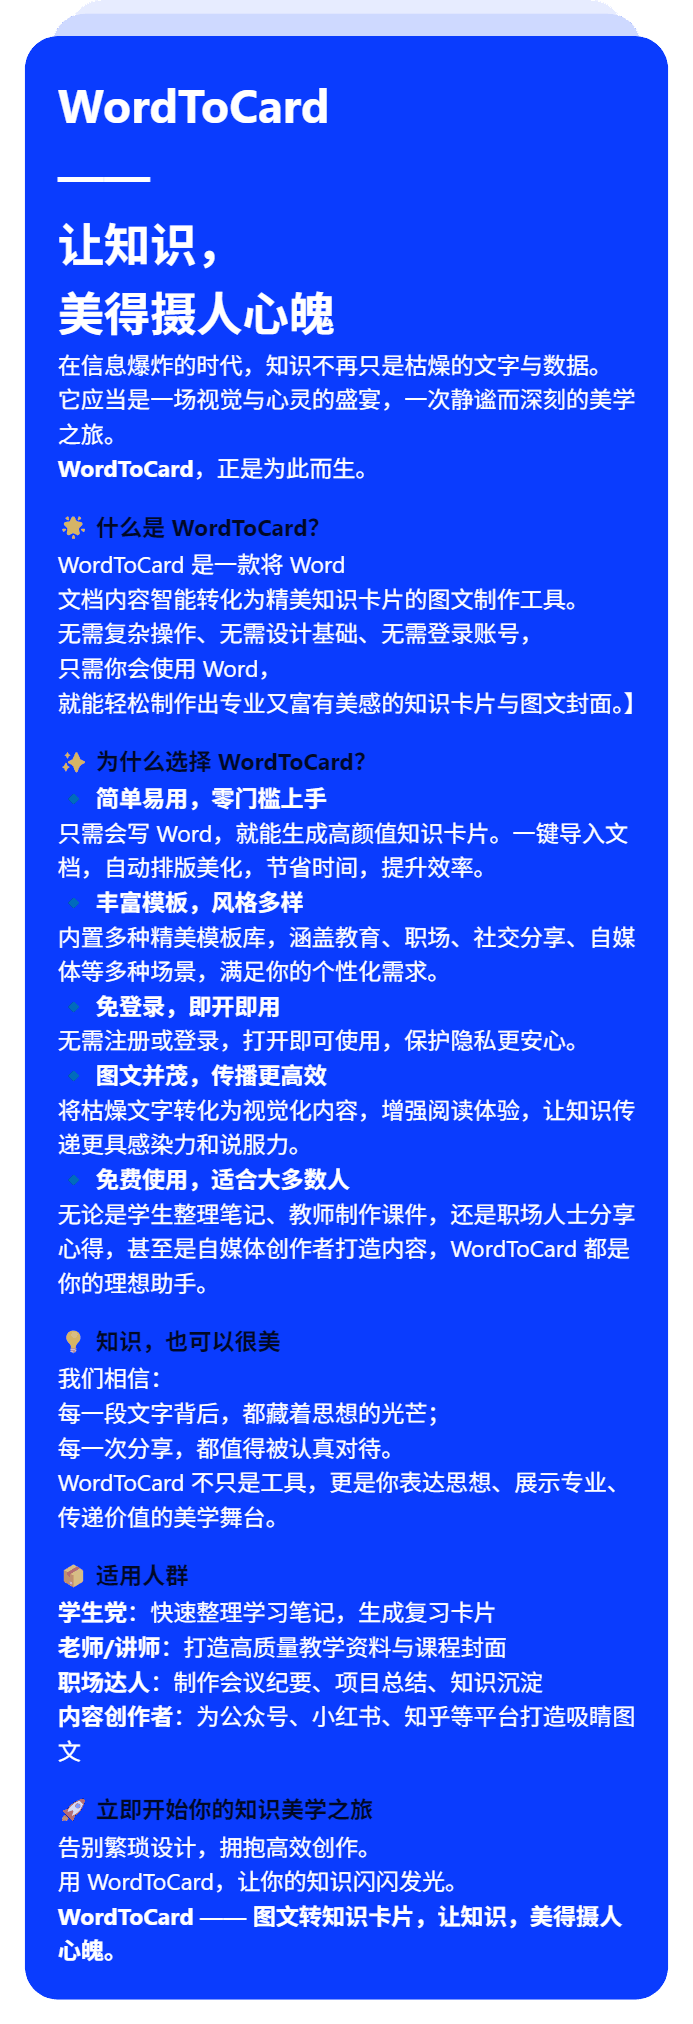 WordToCard
——
让知识，
美得摄人心魄
在信息爆炸的时代，知识不再只是枯燥的文字与数据。
它应当是一场视觉与心灵的盛宴，一次静谧而深刻的美学
之旅。
WordToCard，正是为此而生。
🌟 什么是 WordToCard？
WordToCard 是一款将 Word
文档内容智能转化为精美知识卡片的图文制作工具。
无需复杂操作、无需设计基础、无需登录账号，
只需你会使用 Word，
就能轻松制作出专业又富有美感的知识卡片与图文封面。】
✨ 为什么选择 WordToCard？
🔹 简单易用，零门槛上手
只需会写 Word，就能生成高颜值知识卡片。一键导入文
档，自动排版美化，节省时间，提升效率。
🔹 丰富模板，风格多样
内置多种精美模板库，涵盖教育、职场、社交分享、自媒
体等多种场景，满足你的个性化需求。
🔹 免登录，即开即用
无需注册或登录，打开即可使用，保护隐私更安心。
🔹 图文并茂，传播更高效
将枯燥文字转化为视觉化内容，增强阅读体验，让知识传
递更具感染力和说服力。
🔹 免费使用，适合大多数人
无论是学生整理笔记、教师制作课件，还是职场人士分享
心得，甚至是自媒体创作者打造内容，WordToCard 都是
你的理想助手。
💡 知识，也可以很美
我们相信：
每一段文字背后，都藏着思想的光芒；
每一次分享，都值得被认真对待。
WordToCard 不只是工具，更是你表达思想、展示专业、
传递价值的美学舞台。
📦 适用人群
学生党：快速整理学习笔记，生成复习卡片
老师/讲师：打造高质量教学资料与课程封面
职场达人：制作会议纪要、项目总结、知识沉淀
内容创作者：为公众号、小红书、知乎等平台打造吸睛图
文
🚀 立即开始你的知识美学之旅
告别繁琐设计，拥抱高效创作。
用 WordToCard，让你的知识闪闪发光。
WordToCard —— 图文转知识卡片，让知识，美得摄人
心魄。